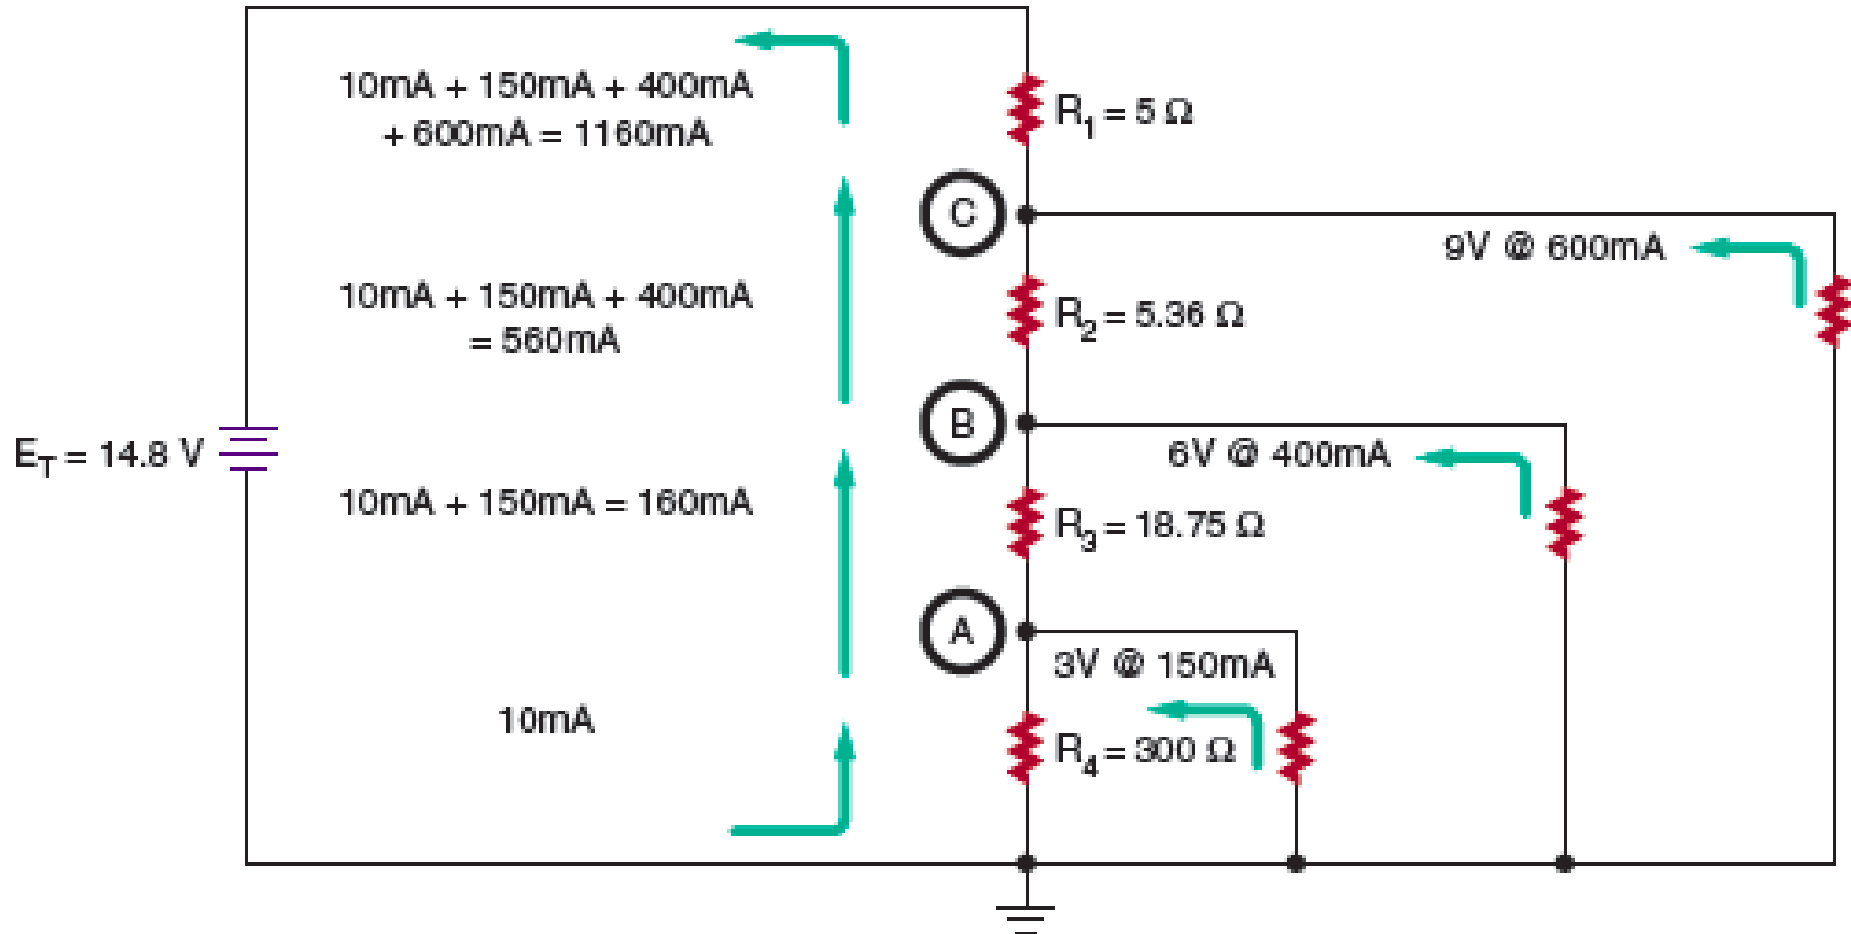 10mA + 150mA + 400mA
+ 600mA = 1160mA
R1 = 5 Ω
C
9V @ 600mA
10mA + 150mA + 400mA
= 560mA
R2 = 5.36 Ω
B
ET = 14.8 V
6V @ 400mA
10mA + 150mA = 160mA
R3 = 18.75 Ω
A
3V @ 150mA
10mA
R4 = 300 Ω